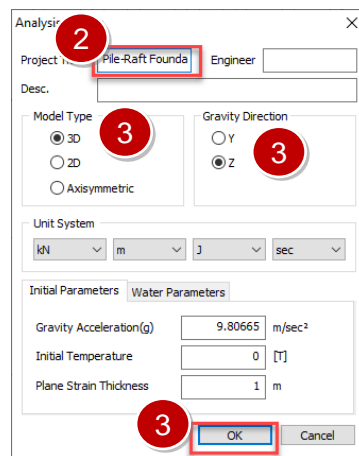 Analysis
2
Project T Pile-Raft Founda Engineer
Desc.
Model Type
3D
2D
Axisymmetric
3
Gravity Direction
Y
Z
3
Unit System
kN m J sec
Initial Parameters Water Parameters
Gravity Acceleration(g) 9.80665 m/sec²
Initial Temperature 0 [T]
Plane Strain Thickness 1 m
3
OK Cancel